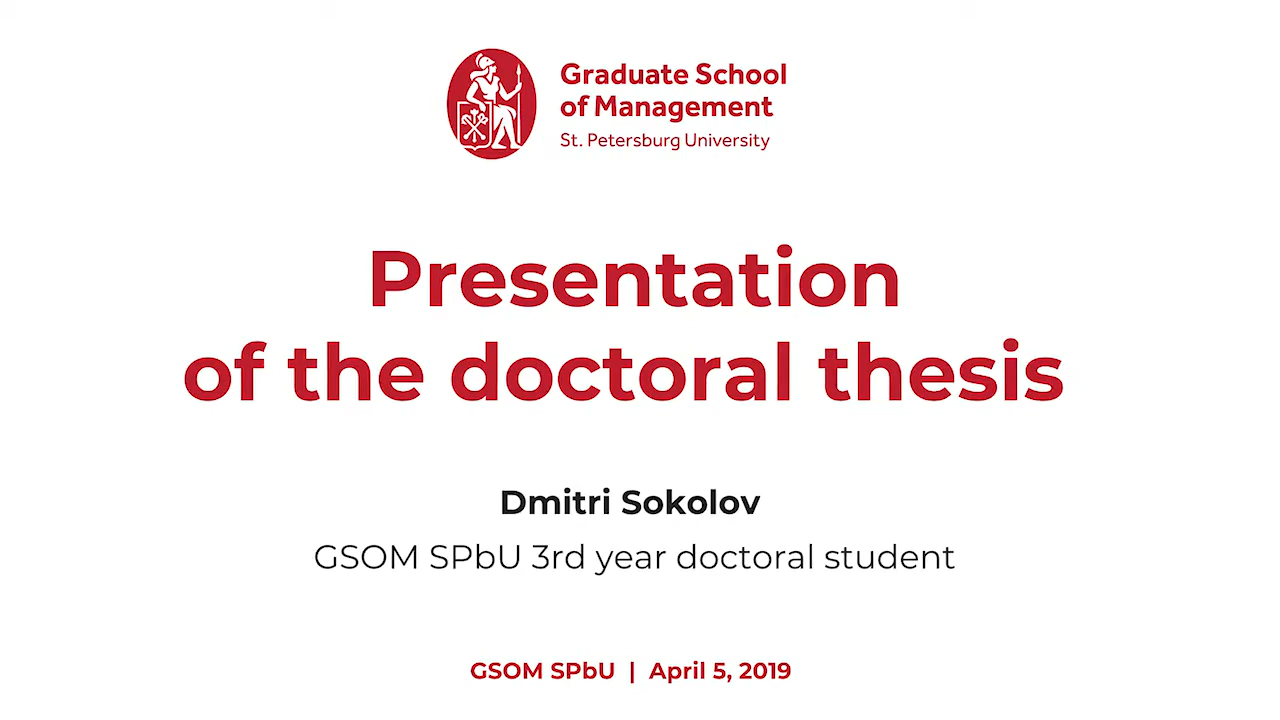 Graduate School
of Management
St. Petersburg University
Presentation
of the doctoral thesis
Dmitri Sokolov
GSOM SPbU 3rd year doctoral student
GSOM SPbU | April 5, 2019